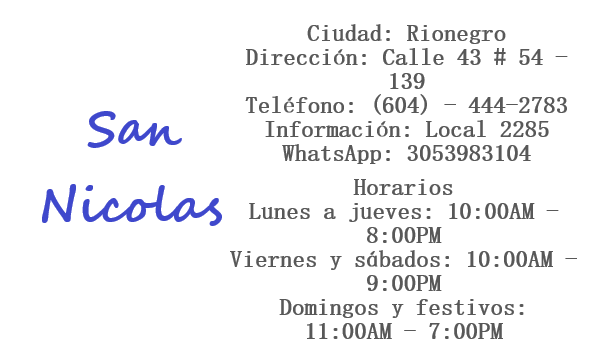 San
Nicolas
Ciudad: Rionegro
Dirección: Calle 43 # 54 -
139
Teléfono: (604) - 444-2783
Información: Local 2285
WhatsApp: 3053983104
Horarios
Lunes a jueves: 10:00AM -
8:00PM
Viernes y sábados: 10:00AM -
9:00PM
Domingos y festivos:
11:00AM - 7:00PM